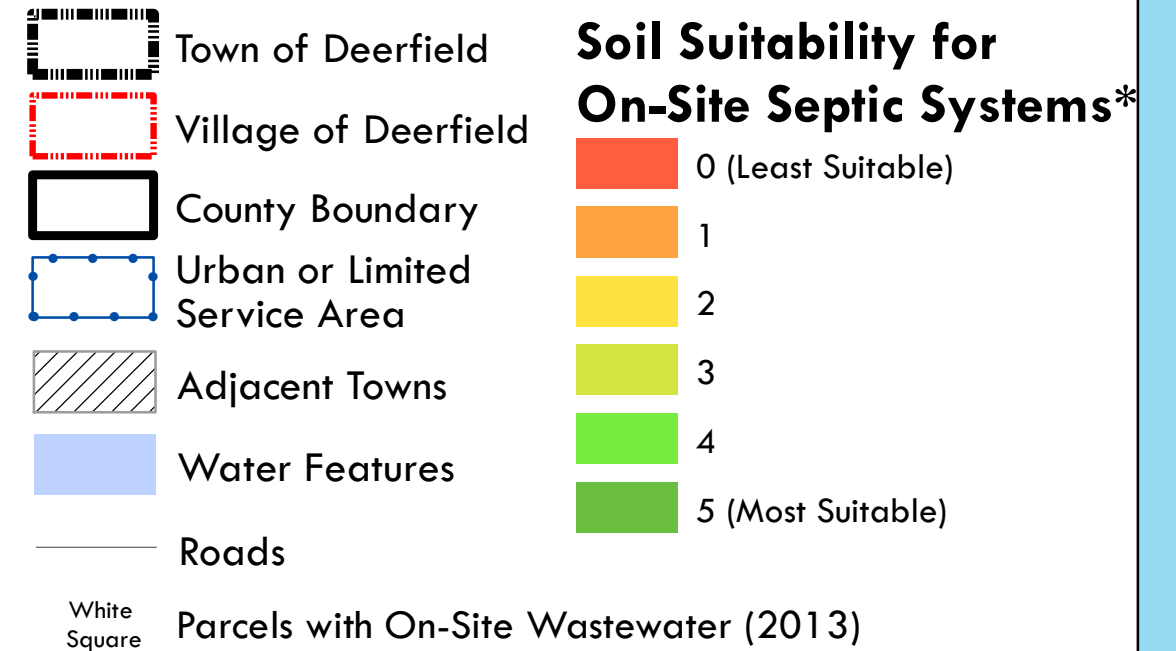 Town of Deerfield
Village of Deerfield
County Boundary
Urban or Limited
Service Area
Adjacent Towns
Water Features
Roads
White
Square
Parcels with On-Site Wastewater (2013)
Soil Suitability for
On-Site Septic Systems*
0 (Least Suitable)
1
2
3
4
5 (Most Suitable)